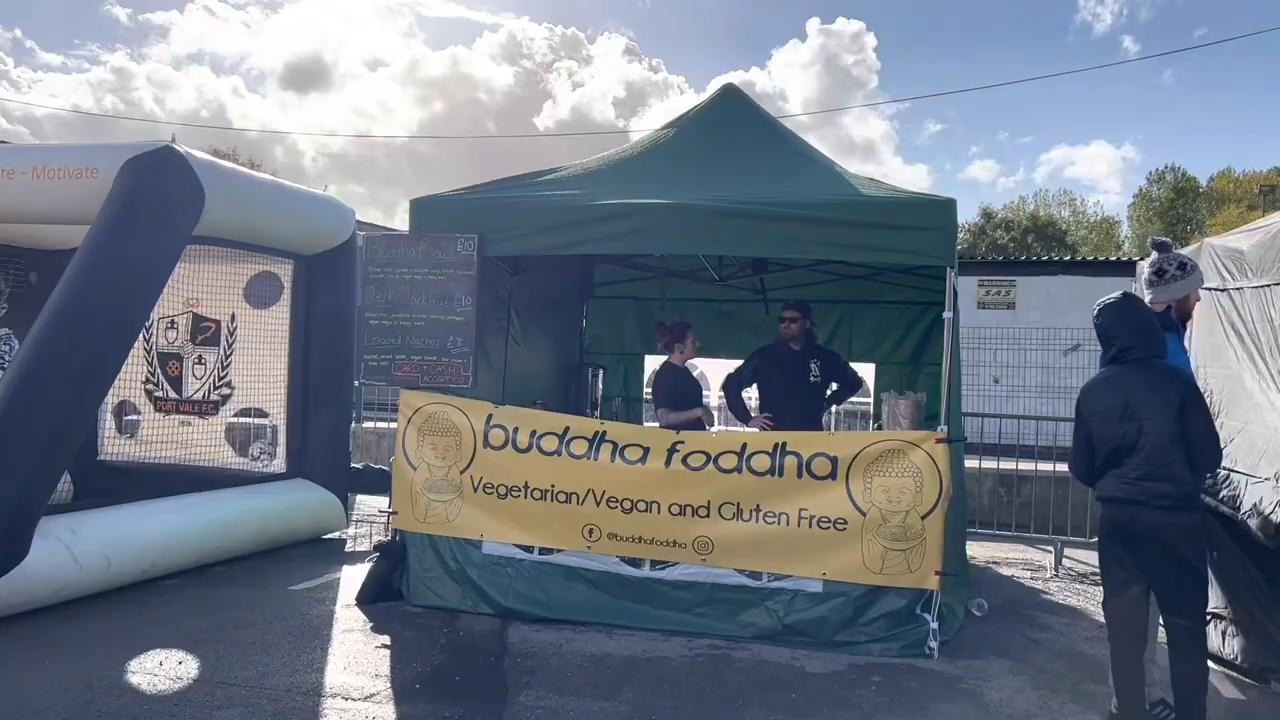 re – Motivate
PORT VALE F.C.
Buddha Bowl £10
Jerk Jackfruit £10
Loaded Nachos £8
CARD + CASH
ACCEPTED
WARNING
SAS
buddha foddha
Vegetarian/Vegan and Gluten Free
@buddhafoddha